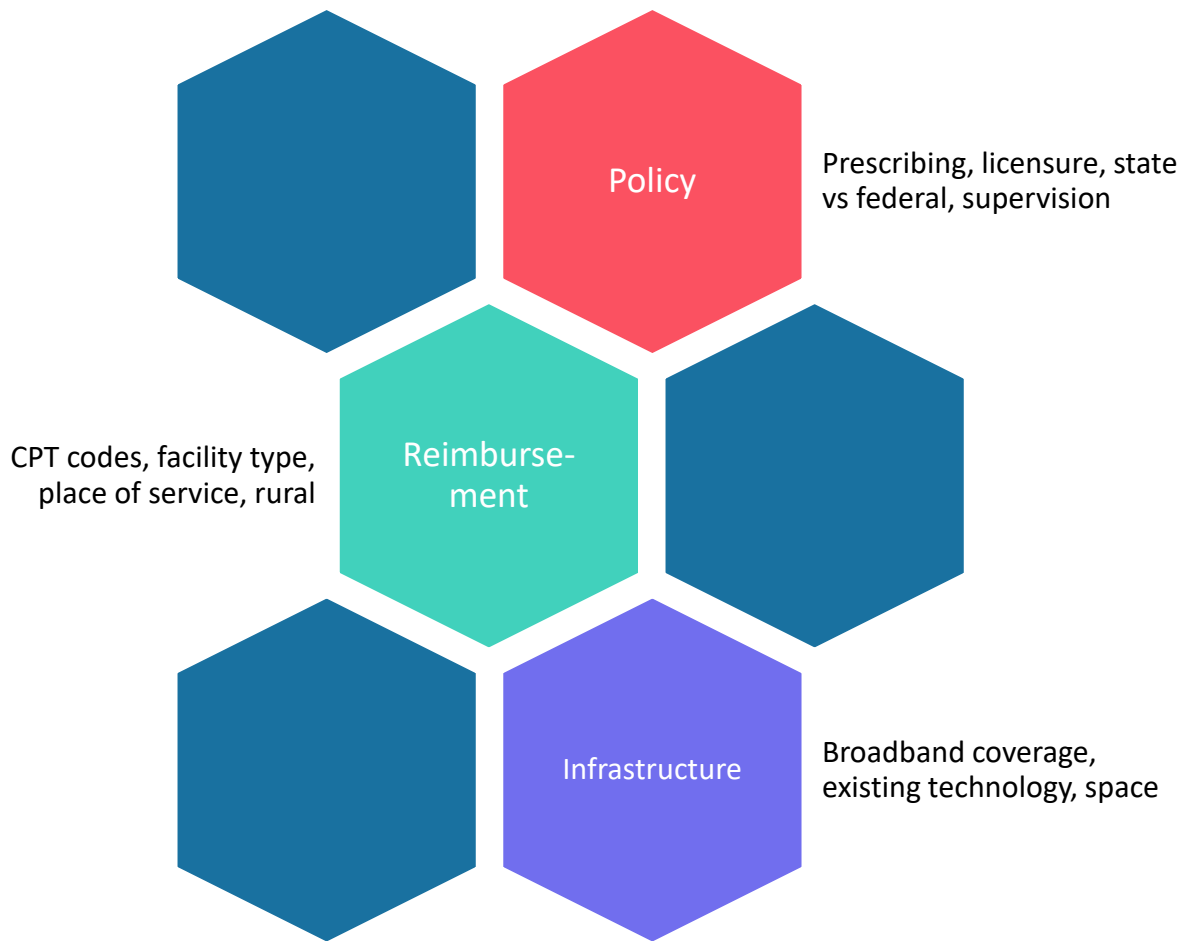 Policy
Prescribing, licensure, state
vs federal, supervision
CPT codes, facility type,
place of service, rural
Reimburse-
ment
Infrastructure
Broadband coverage,
existing technology, space